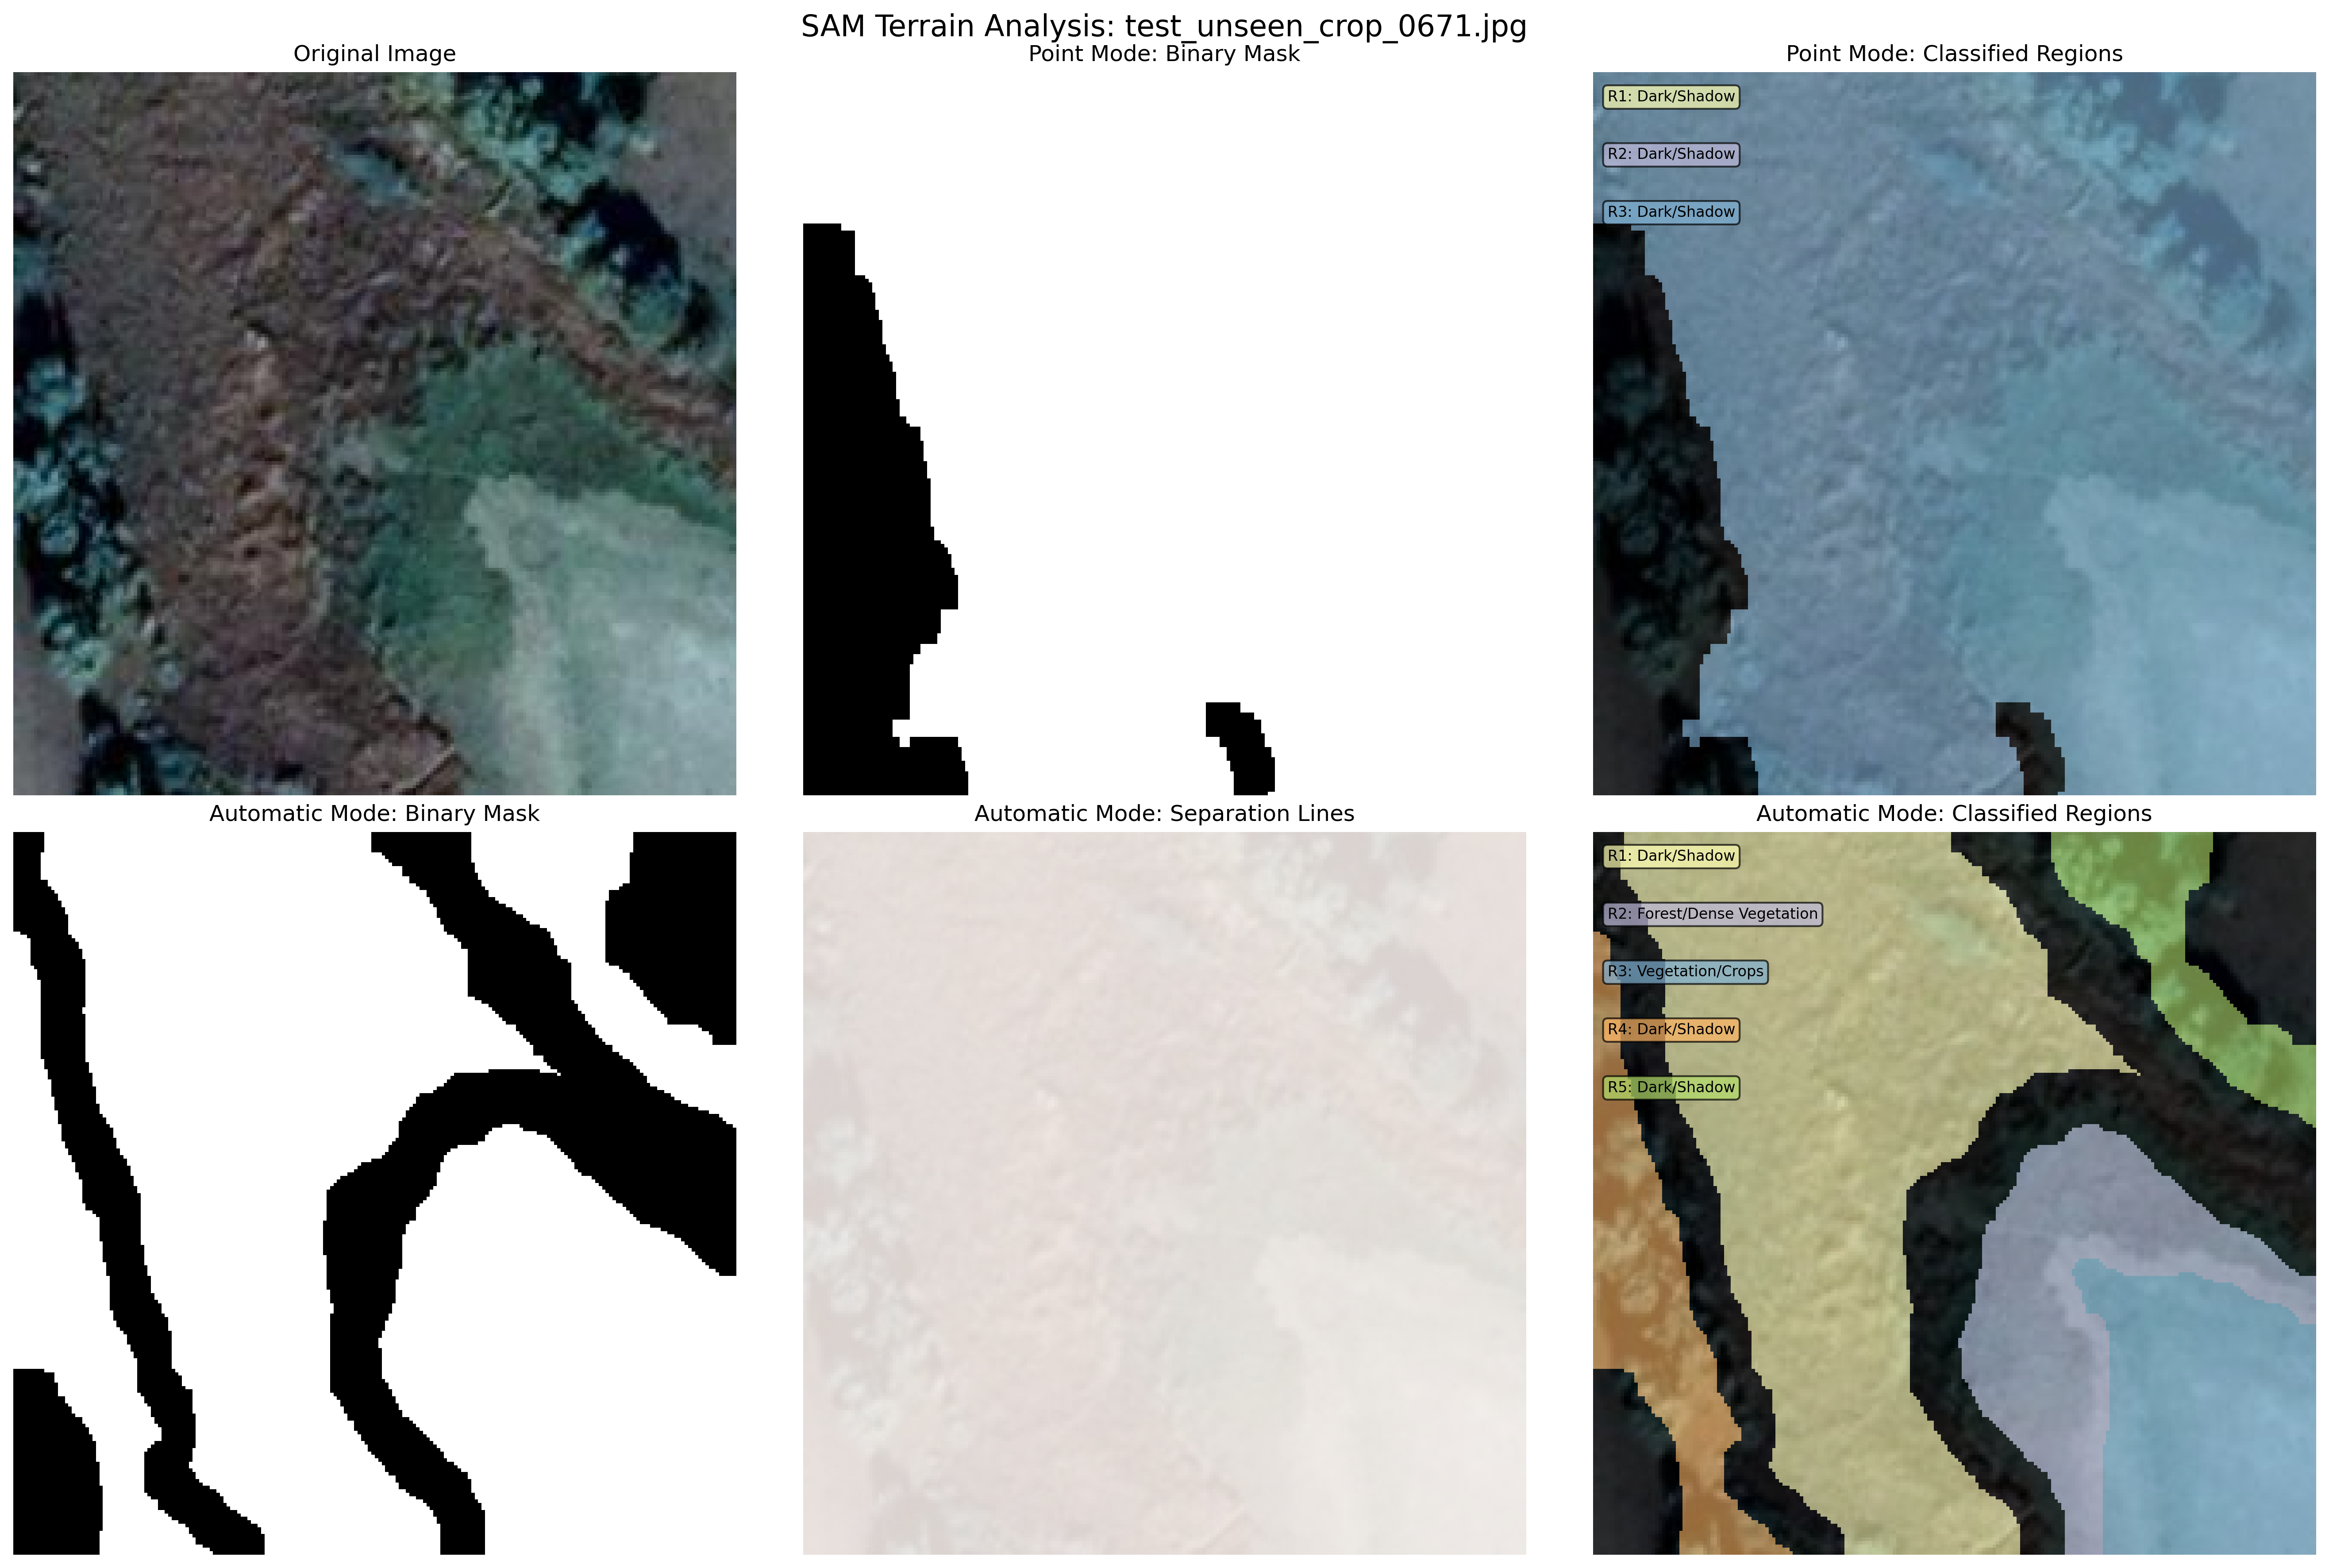 SAM Terrain Analysis: test_unseen_crop_0671.jpg
Original Image
Point Mode: Binary Mask
Point Mode: Classified Regions
R1: Dark/Shadow
R2: Dark/Shadow
R3: Dark/Shadow
Automatic Mode: Binary Mask
Automatic Mode: Separation Lines
Automatic Mode: Classified Regions
R1: Dark/Shadow
R2: Forest/Dense Vegetation
R3: Vegetation/Crops
R4: Dark/Shadow
R5: Dark/Shadow